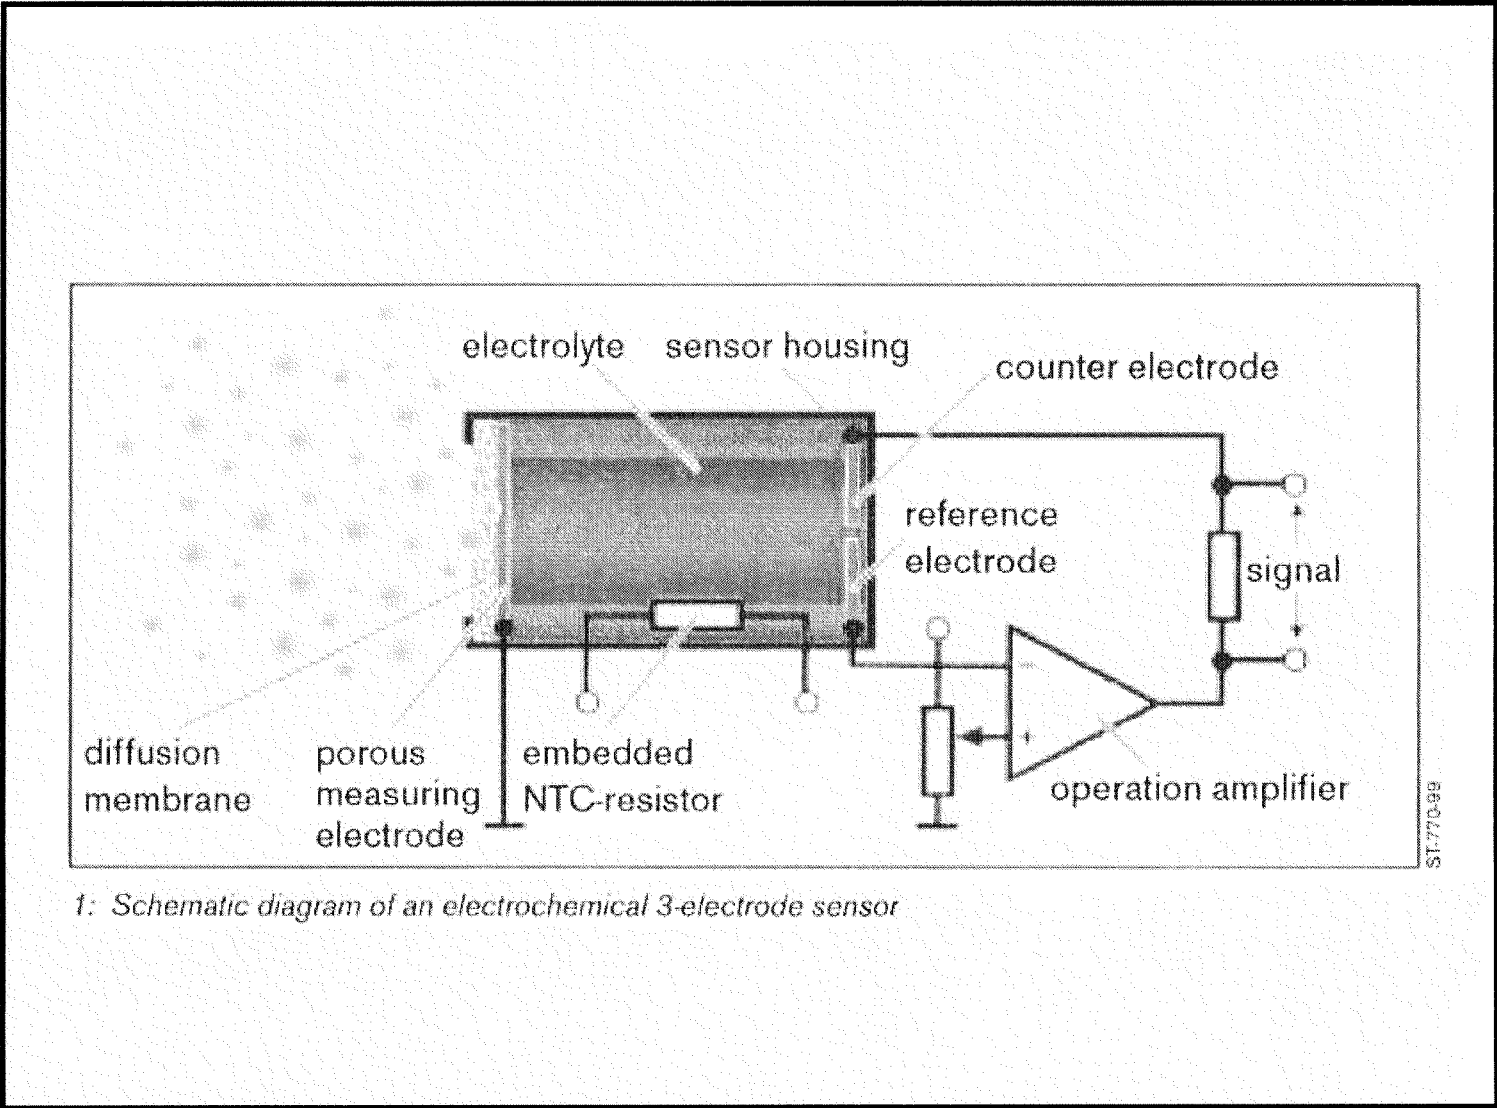 electrolyte
sensor housing
counter electrode
reference
electrode
signal
−
+
diffusion
membrane
porous
measuring
electrode
embedded
NTC-resistor
operation amplifier
ST-770-99
1: Schematic diagram of an electrochemical 3-electrode sensor